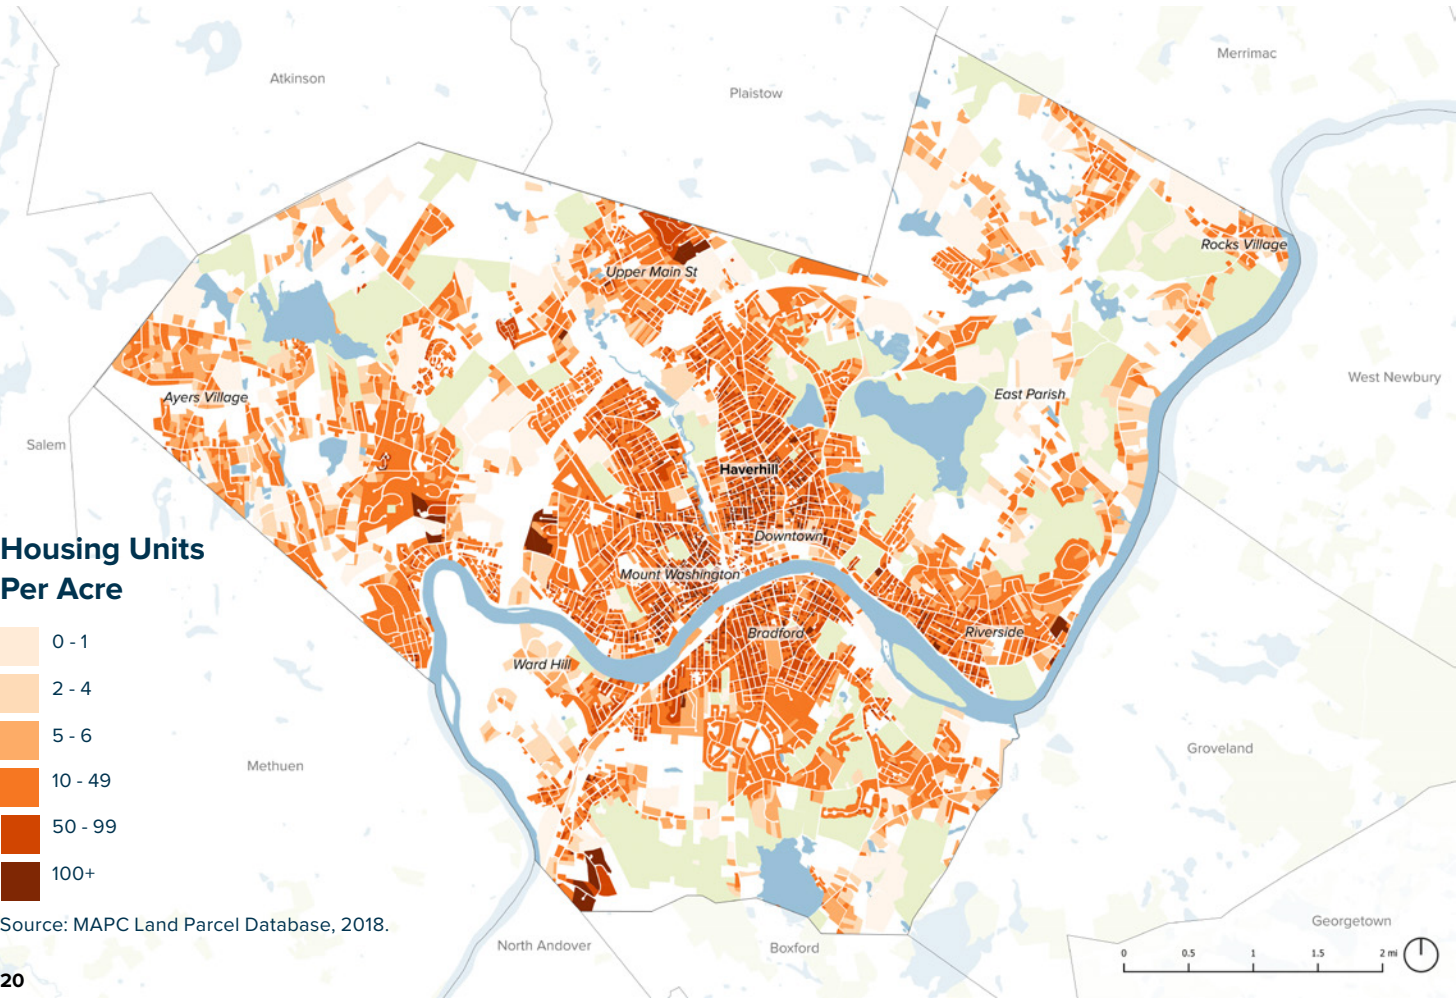 Merrimac
Atkinson
Plaistow
Rocks Village
Upper Main St
West Newbury
East Parish
Ayers Village
Salem
Haverhill
Downtown
Housing Units
Per Acre
Mount Washington
Riverside
Bradford
0 - 1
Ward Hill
2 - 4
5 - 6
Groveland
Methuen
10 - 49
50 - 99
100+
Source: MAPC Land Parcel Database, 2018.
Georgetown
North Andover
Boxford
0 0.5 1 1.5 2 mi
20